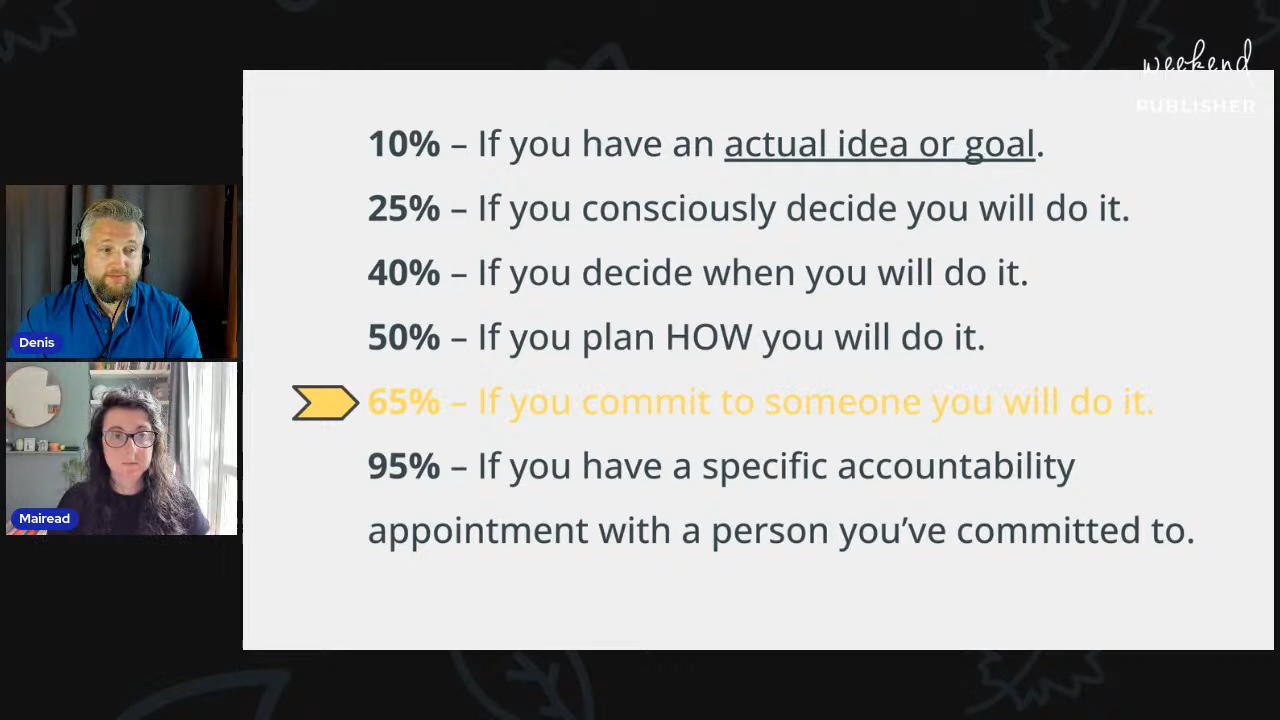 weekend
PUBLISHER
10% – If you have an actual idea or goal.
25% – If you consciously decide you will do it.
40% – If you decide when you will do it.
50% – If you plan HOW you will do it.
65% – If you commit to someone you will do it.
95% – If you have a specific accountability
appointment with a person you’ve committed to.
Denis
Mairead